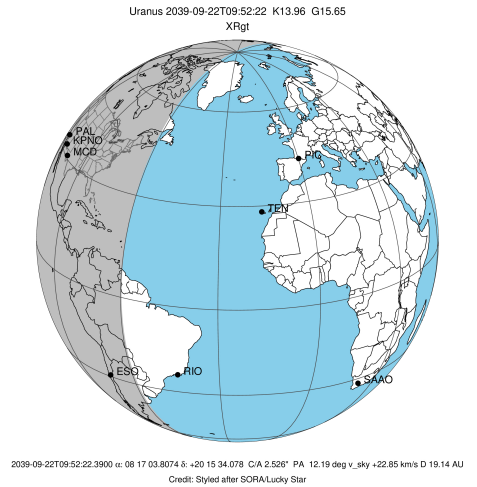 Uranus 2039-09-22T09:52:22 K13.96 G15.65
XRgt
PAL
KPNO
MCD
PIC
TEN
ESO
RIO
SAAO
2039-09-22T09:52:22.3900 α: 08 17 03.8074 δ: +20 15 34.078 C/A 2.526" PA 12.19 deg v_sky +22.85 km/s D 19.14 AU
Credit: Styled after SORA/Lucky Star